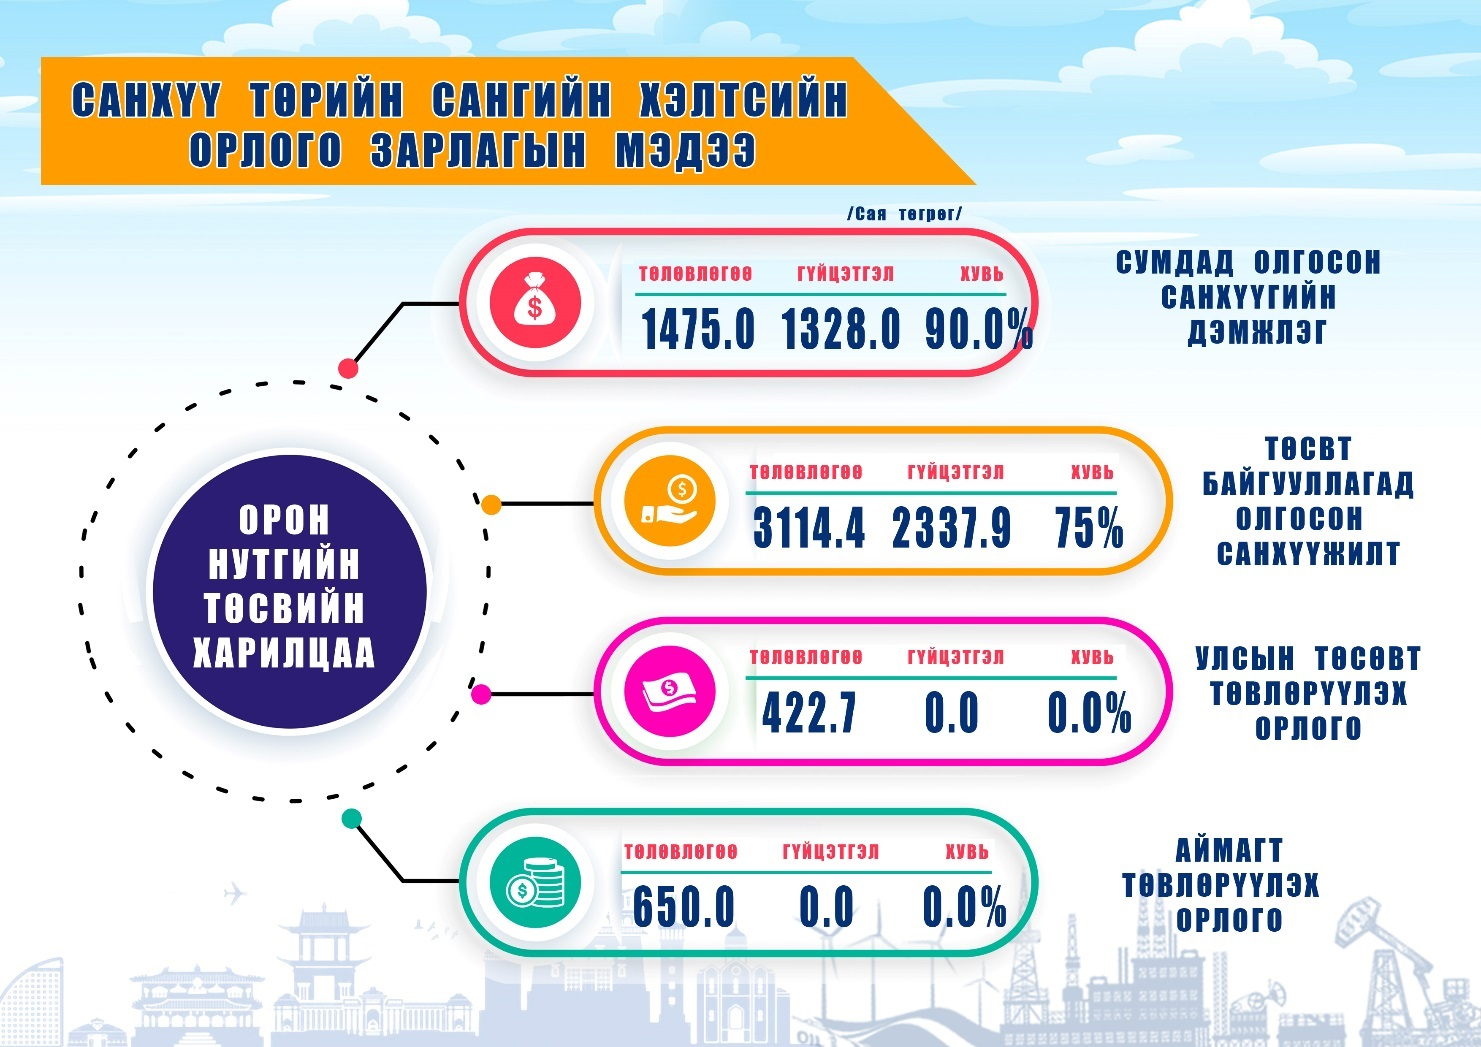 САНХҮҮ ТӨРИЙН САНГИЙН ХЭЛТСИЙН
ОРЛОГО ЗАРЛАГЫН МЭДЭЭ
/Сая төгрөг/
ТӨЛӨВЛӨГӨӨ ГҮЙЦЭТГЭЛ ХУВЬ
1475.0 1328.0 90.0%
СУМДАД ОЛГОСОН
САНХҮҮГИЙН
ДЭМЖЛЭГ
ТӨЛӨВЛӨГӨӨ ГҮЙЦЭТГЭЛ ХУВЬ
3114.4 2337.9 75%
ТӨСВТ
БАЙГУУЛЛАГАД
ОЛГОСОН
САНХҮҮЖИЛТ
ОРОН
НУТГИЙН
ТӨСВИЙН
ХАРИЛЦАА
ТӨЛӨВЛӨГӨӨ ГҮЙЦЭТГЭЛ ХУВЬ
422.7 0.0 0.0%
УЛСЫН ТӨСӨВТ
ТӨВЛӨРҮҮЛЭХ
ОРЛОГО
ТӨЛӨВЛӨГӨӨ ГҮЙЦЭТГЭЛ ХУВЬ
650.0 0.0 0.0%
АЙМАГТ
ТӨВЛӨРҮҮЛЭХ
ОРЛОГО